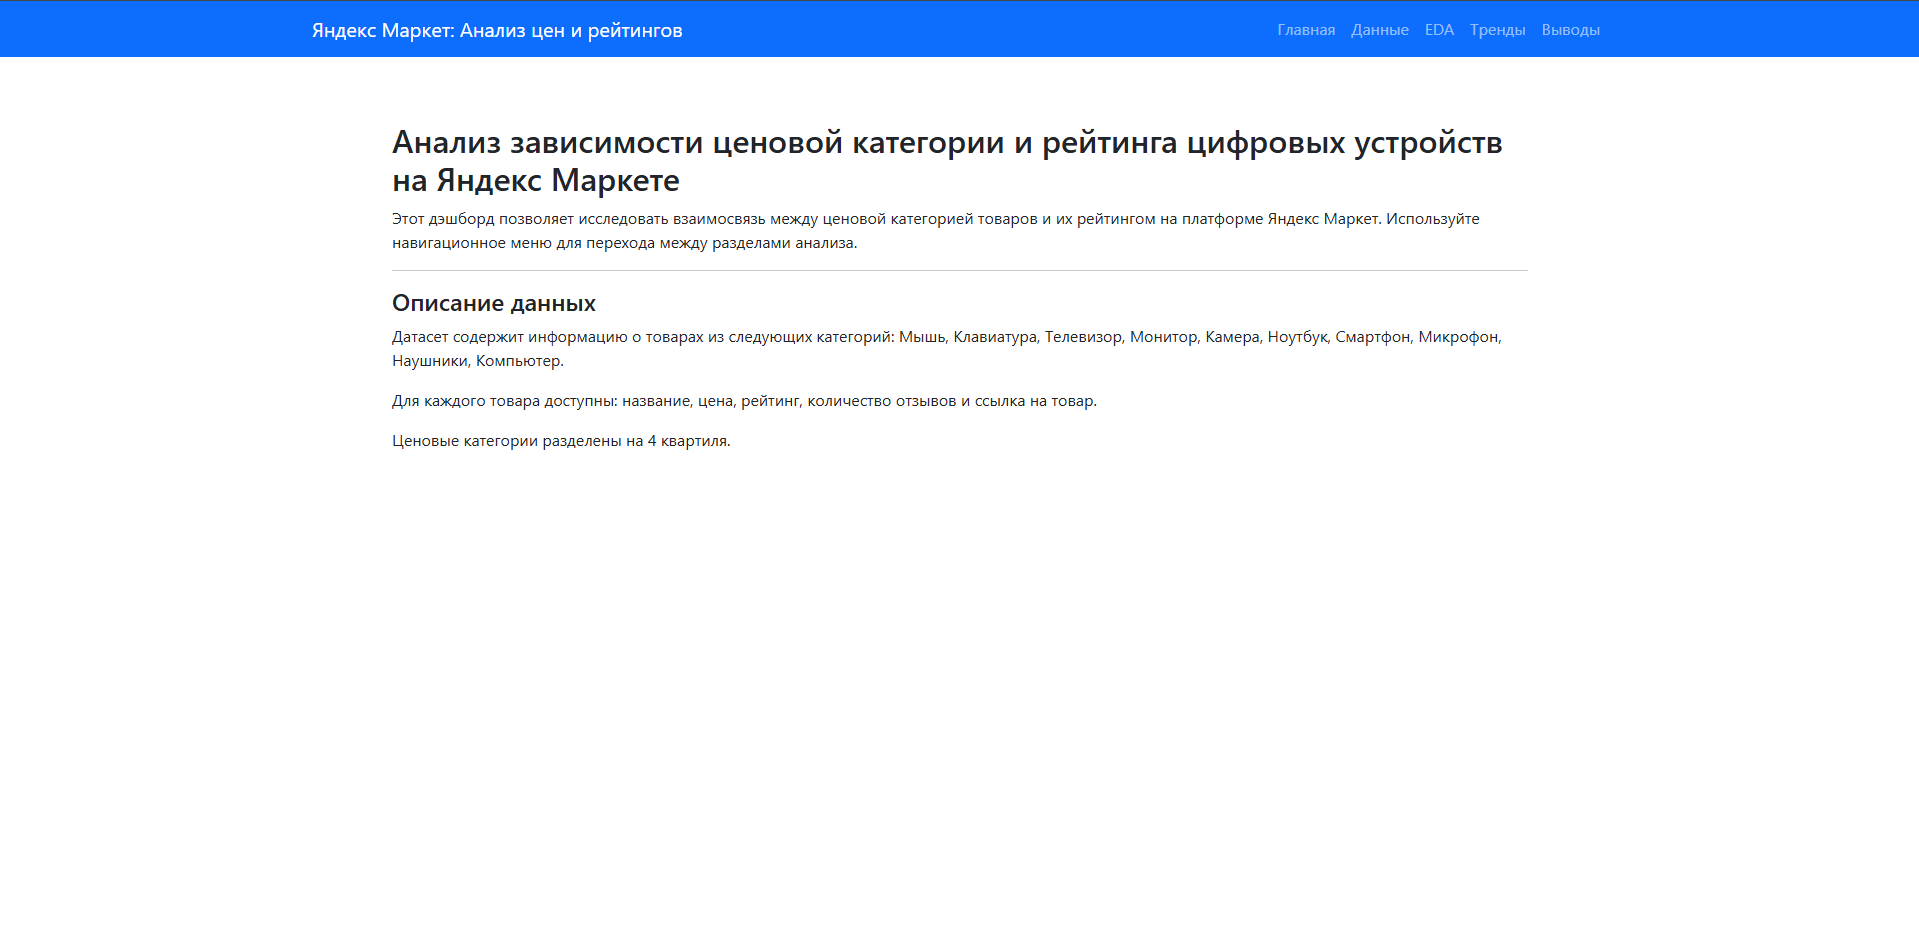 Яндекс Маркет: Анализ цен и рейтингов
Главная Данные EDA Тренды Выводы
Анализ зависимости ценовой категории и рейтинга цифровых устройств
на Яндекс Маркете
Этот дэшборд позволяет исследовать взаимосвязь между ценовой категорией товаров и их рейтингом на платформе Яндекс Маркет. Используйте
навигационное меню для перехода между разделами анализа.
Описание данных
Датасет содержит информацию о товарах из следующих категорий: Мышь, Клавиатура, Телевизор, Монитор, Камера, Ноутбук, Смартфон, Микрофон,
Наушники, Компьютер.
Для каждого товара доступны: название, цена, рейтинг, количество отзывов и ссылка на товар.
Ценовые категории разделены на 4 квартиля.